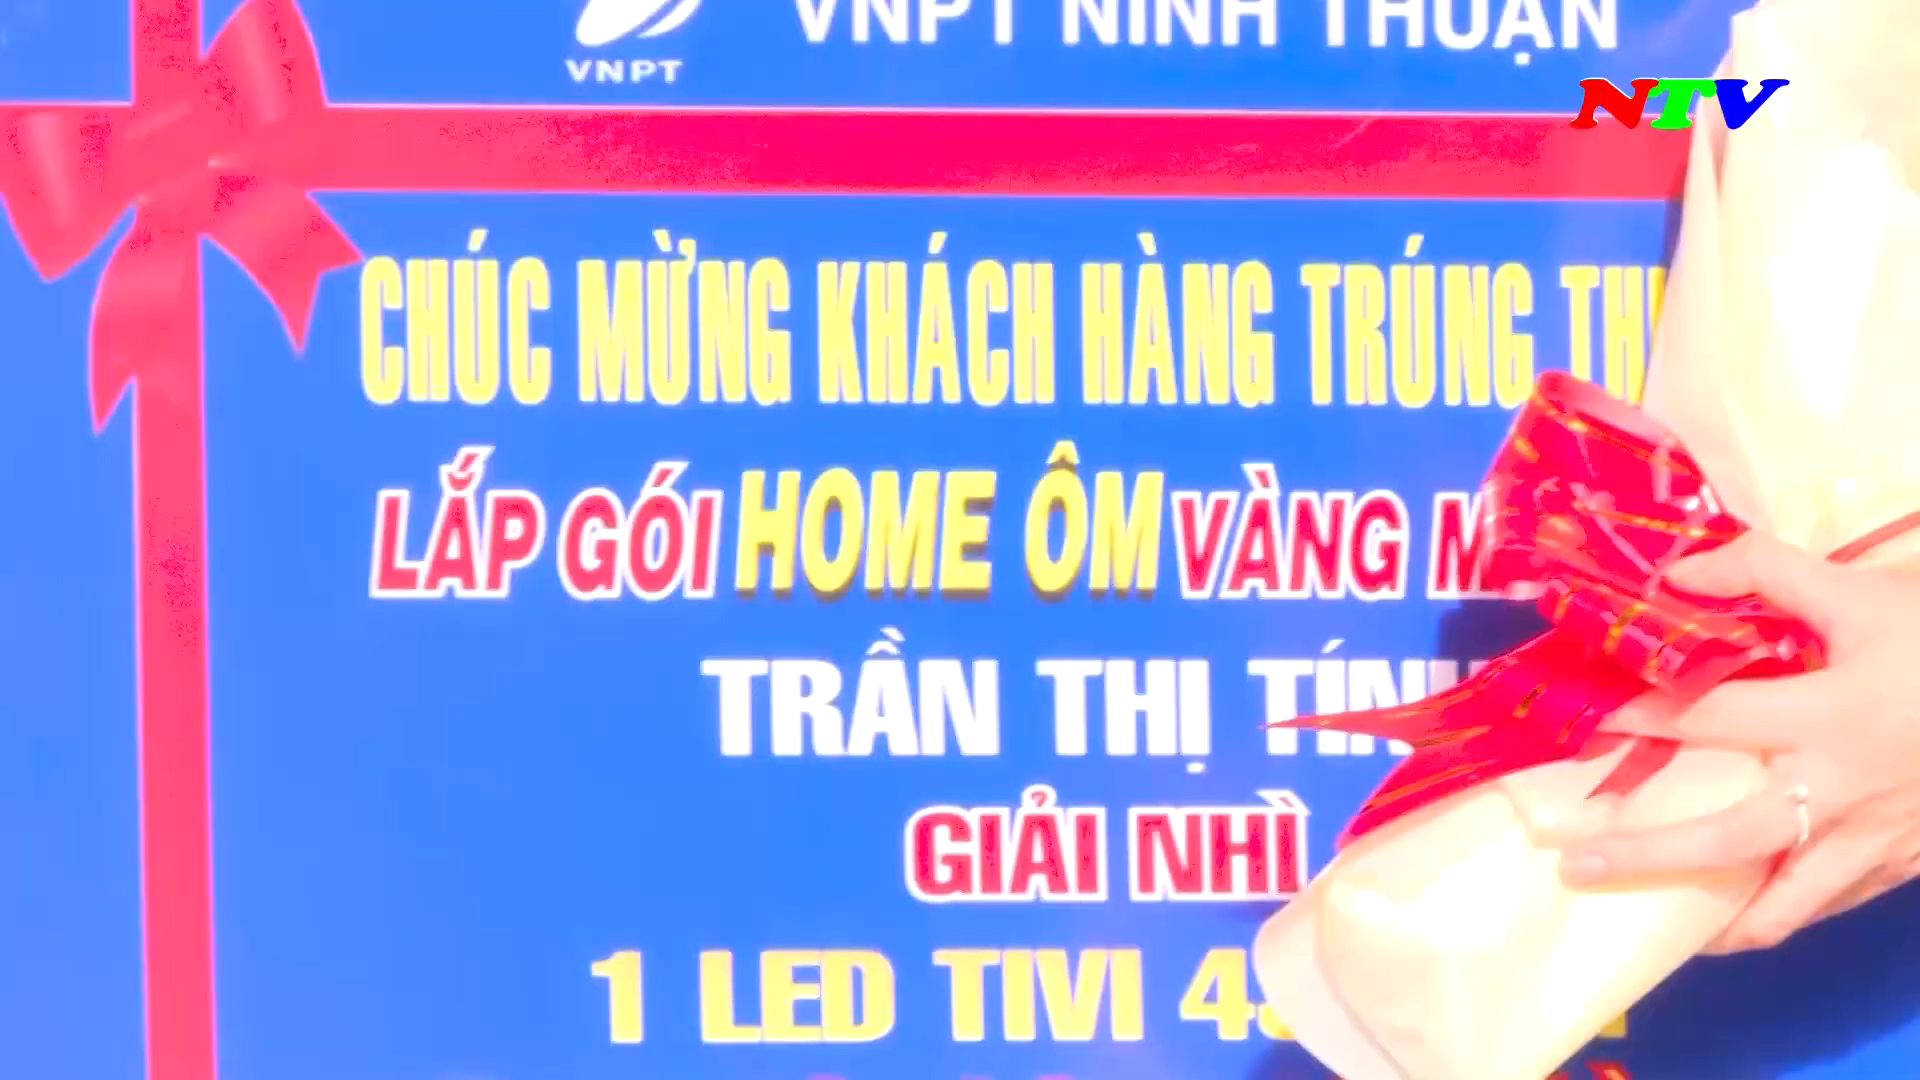 VNPT NINH THUẬN
VNPT
NTV
CHÚC MỪNG KHÁCH HÀNG TRÚNG
LẮP GÓI HOME ÔM VÀNG
TRẦN THỊ
GIẢI NHÌ
1 LED TIVI